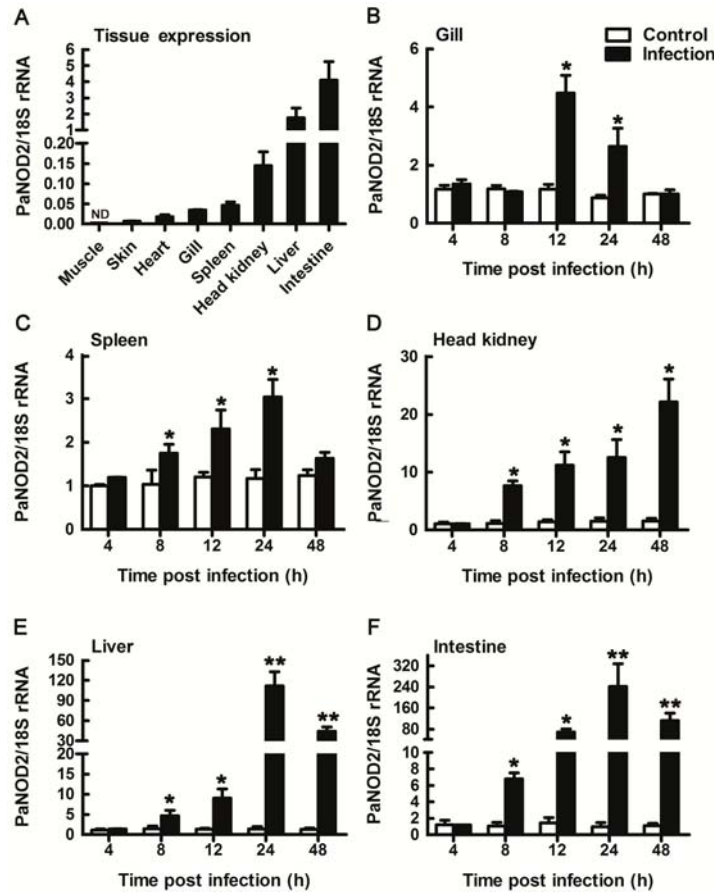 A
Tissue expression
PaNOD2/18S rRNA
6
5
4
3
2
1
0.20
0.15
0.10
0.05
0.00
ND
Muscle
Skin
Heart
Gill
Spleen
Head kidney
Liver
Intestine
B
Gill
Control
Infection
PaNOD2/18S rRNA
6
4
2
0
* *
4 8 12 24 48
Time post infection (h)
C
Spleen
PaNOD2/18S rRNA
4
3
2
1
0
* * *
4 8 12 24 48
Time post infection (h)
D
Head kidney
PaNOD2/18S rRNA
30
20
10
0
* * * *
4 8 12 24 48
Time post infection (h)
E
Liver
PaNOD2/18S rRNA
150
120
90
60
30
20
15
10
5
0
* * ** **
4 8 12 24 48
Time post infection (h)
F
Intestine
PaNOD2/18S rRNA
320
240
160
80
8
6
4
2
0
* * ** **
4 8 12 24 48
Time post infection (h)